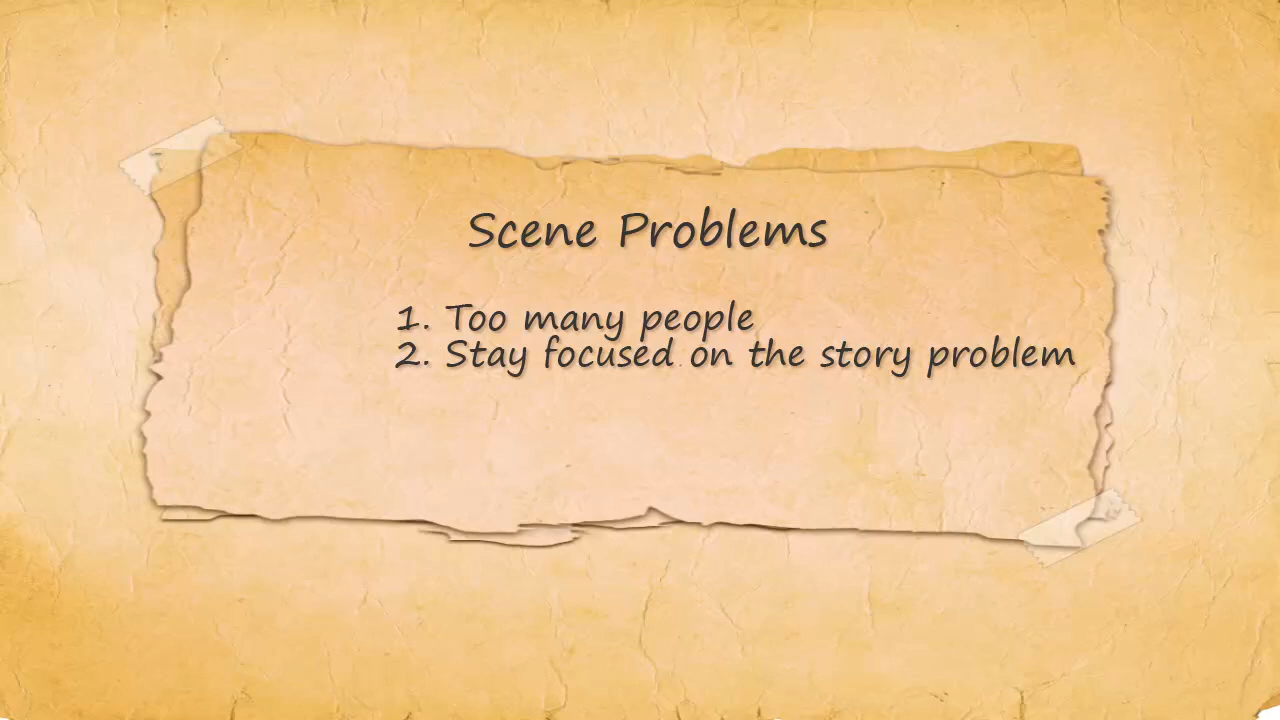 Scene Problems
1. Too many people
2. Stay focused on the story problem